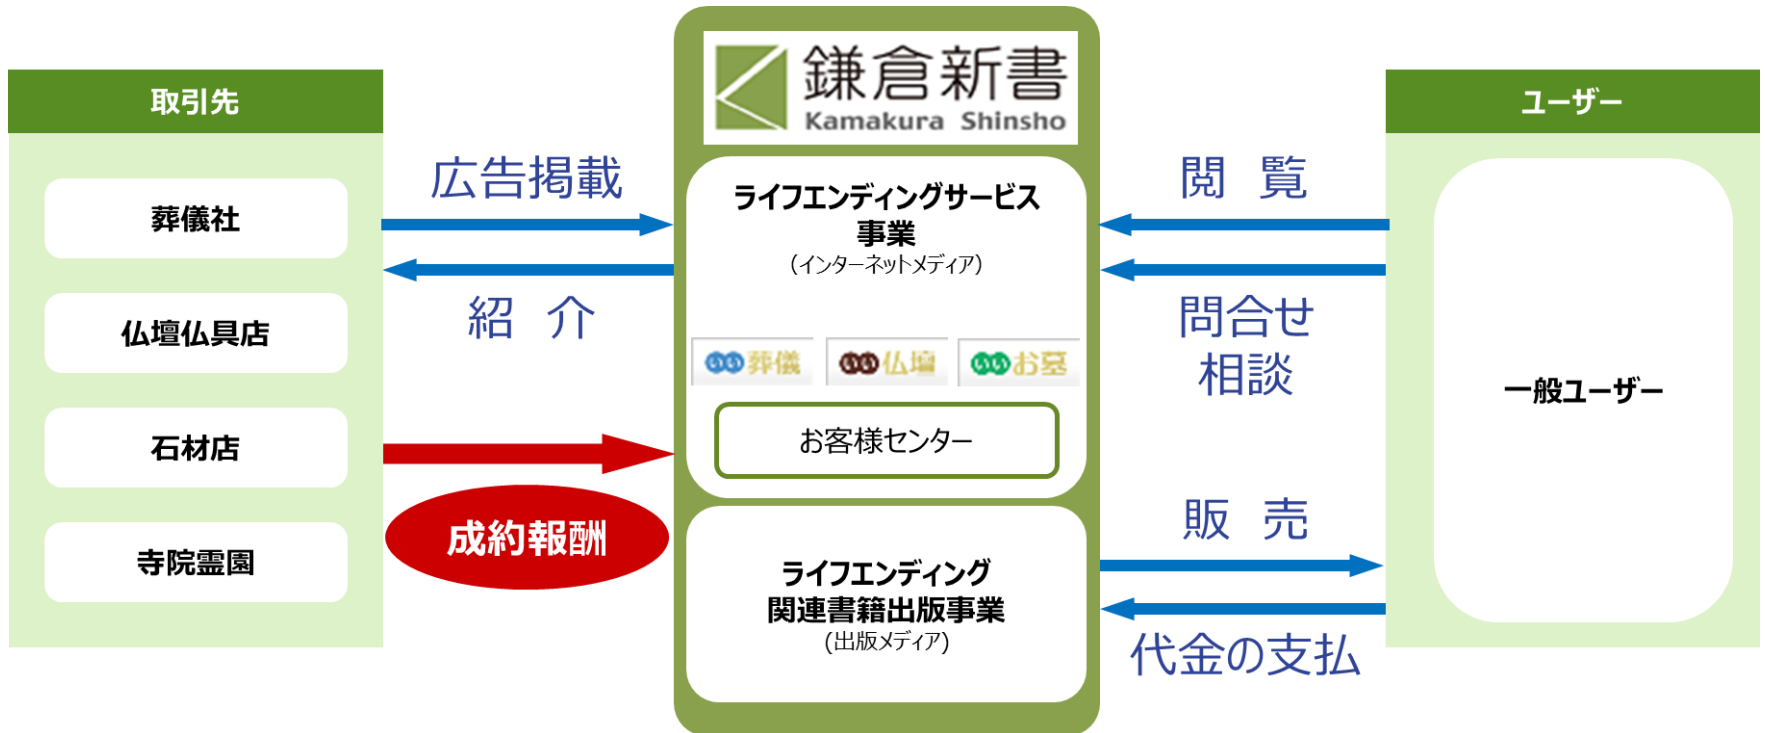 取引先
葬儀社
仏壇仏具店
石材店
寺院霊園
広告掲載
紹 介
成約報酬
鎌倉新書
Kamakura Shinsho
ライフエンディングサービス
事業
（インターネットメディア）
いい葬儀
いい仏壇
いいお墓
お客様センター
ライフエンディング
関連書籍出版事業
(出版メディア)
閲 覧
問合せ
相談
販 売
代金の支払
ユーザー
一般ユーザー